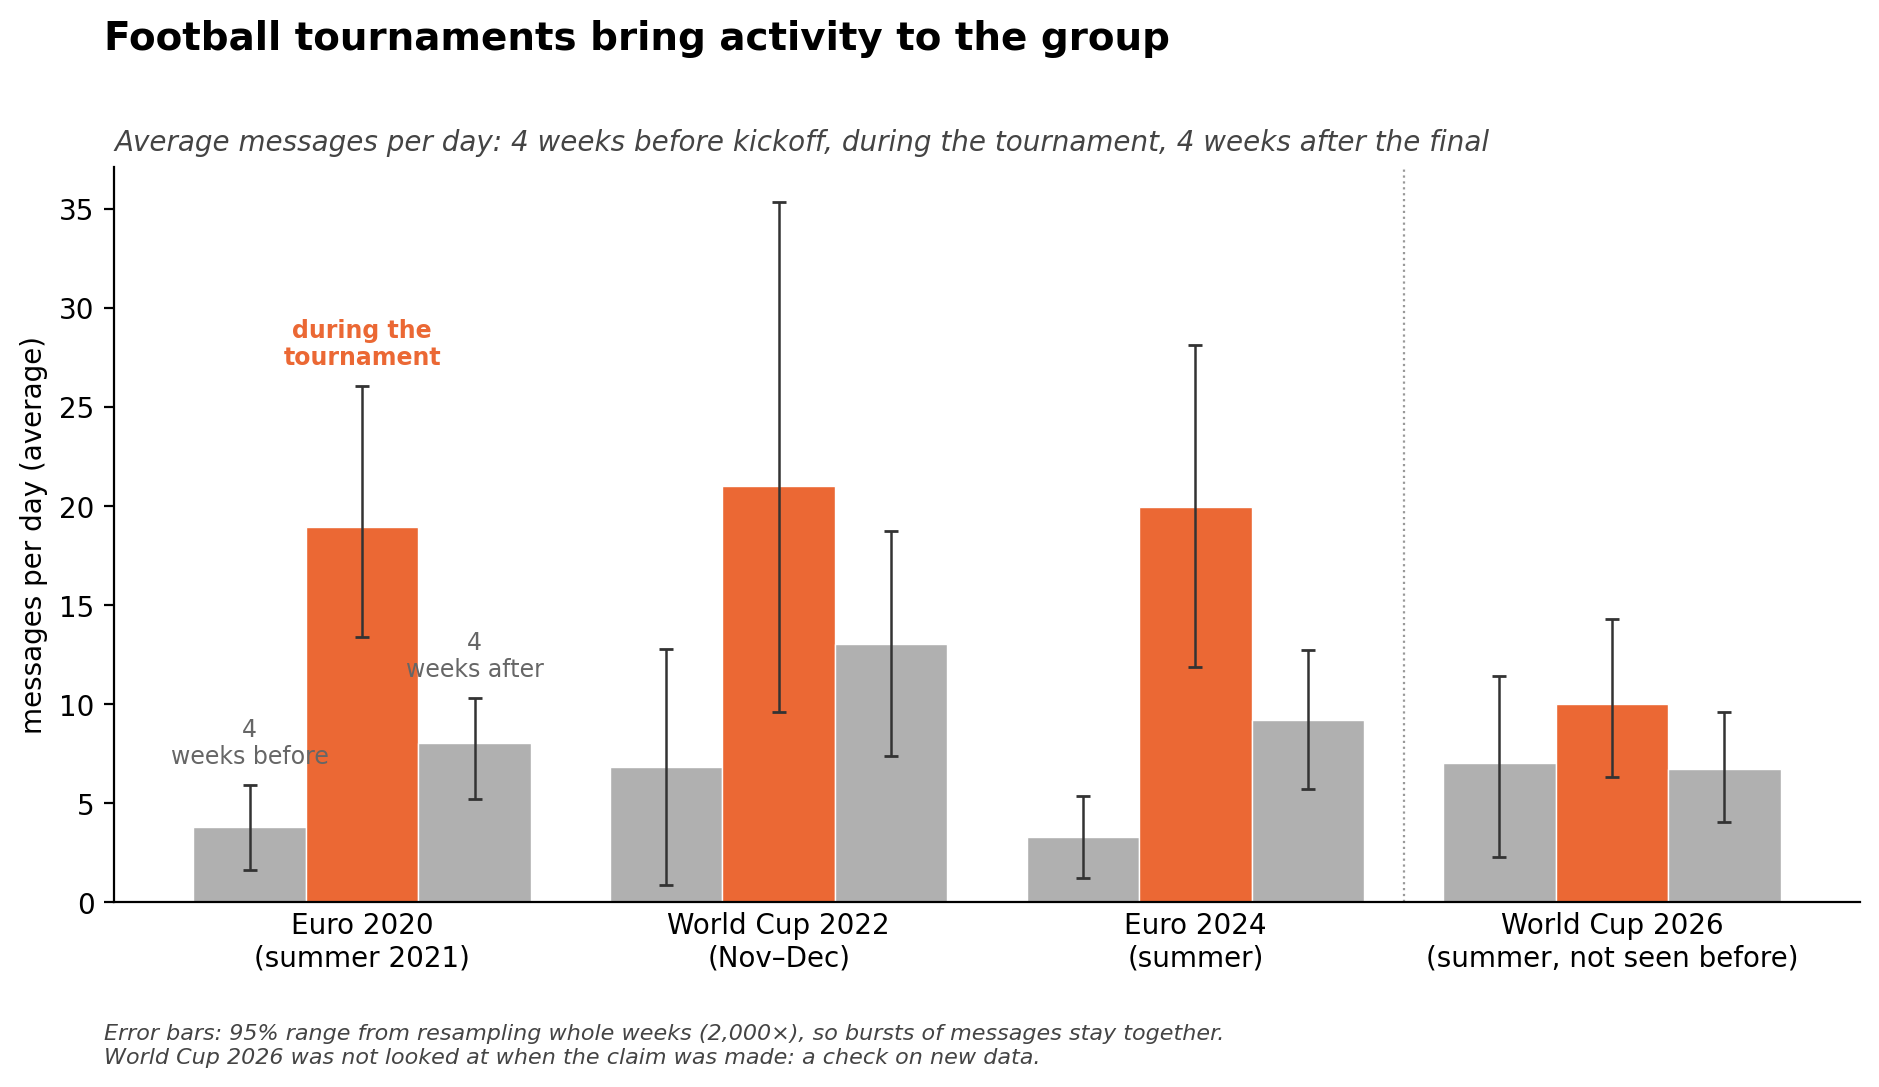 Football tournaments bring activity to the group
Average messages per day: 4 weeks before kickoff, during the tournament, 4 weeks after the final
messages per day (average)
35
30
25
20
15
10
5
0
during the
tournament
4
weeks before
4
weeks after
Euro 2020
(summer 2021)
World Cup 2022
(Nov–Dec)
Euro 2024
(summer)
World Cup 2026
(summer, not seen before)
Error bars: 95% range from resampling whole weeks (2,000×), so bursts of messages stay together.
World Cup 2026 was not looked at when the claim was made: a check on new data.